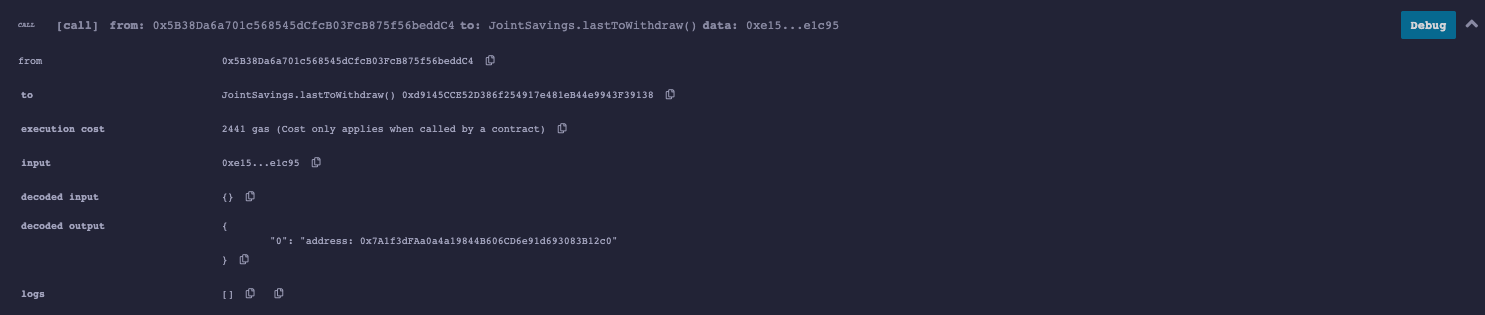 CALL [call] from: 0x5B38Da6a701c568545dCfcB03FcB875f56beddC4 to: JointSavings.lastToWithdraw() data: 0xe15...e1c95 Debug
from 0x5B38Da6a701c568545dCfcB03FcB875f56beddC4
to JointSavings.lastToWithdraw() 0xd9145CCE52D386f254917e481eB44e9943F39138
execution cost 2441 gas (Cost only applies when called by a contract)
input 0xe15...e1c95
decoded input {}
decoded output {
"0": "address: 0x7A1f3dFAa0a4a19844B606CD6e91d693083B12c0"
}
logs []